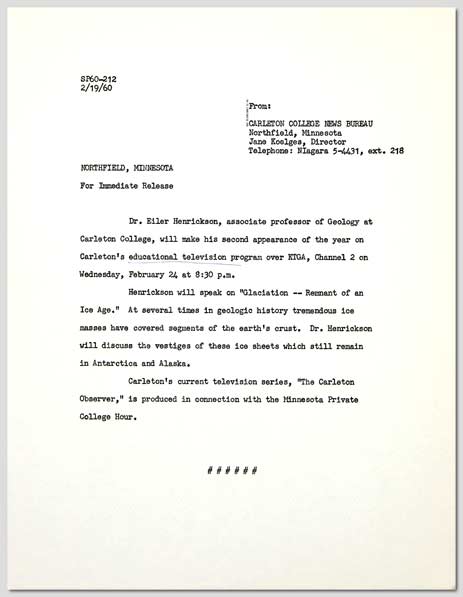 SP60-212
2/19/60
From:
CARLETON COLLEGE NEWS BUREAU
Northfield, Minnesota
Jane Koelges, Director
Telephone: NIagara 5-4431, ext. 218
NORTHFIELD, MINNESOTA
For Immediate Release
Dr. Eiler Henrickson, associate professor of Geology at
Carleton College, will make his second appearance of the year on
Carleton's educational television program over KTCA, Channel 2 on
Wednesday, February 24 at 8:30 p.m.
Henrickson will speak on "Glaciation -- Remnant of an
Ice Age." At several times in geologic history tremendous ice
masses have covered segments of the earth's crust. Dr. Henrickson
will discuss the vestiges of these ice sheets which still remain
in Antarctica and Alaska.
Carleton's current television series, "The Carleton
Observer," is produced in connection with the Minnesota Private
College Hour.
# # # # # #